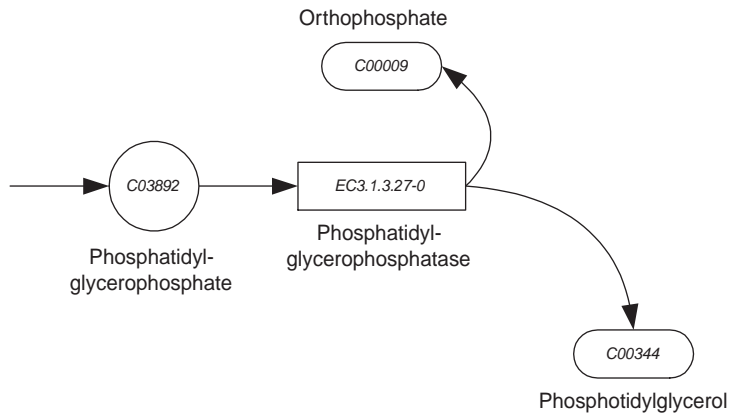 Orthophosphate
C00009
C03892
EC3.1.3.27-0
Phosphatidyl-
glycerophosphate
Phosphatidyl-
glycerophosphatase
C00344
Phosphotidylglycerol